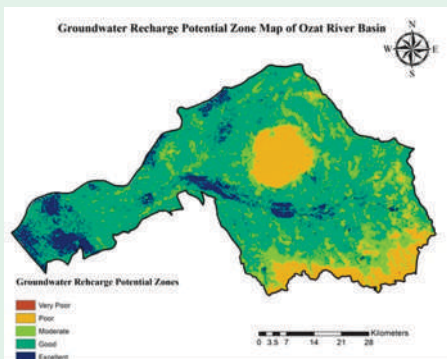 Groundwater Recharge Potential Zone Map of Ozat River Basin
N
W E
S
Groundwater Rehcarge Potential Zones
Very Poor
Poor
Moderate
Good
Excellent
Kilometers
0 3.5 7 14 21 28